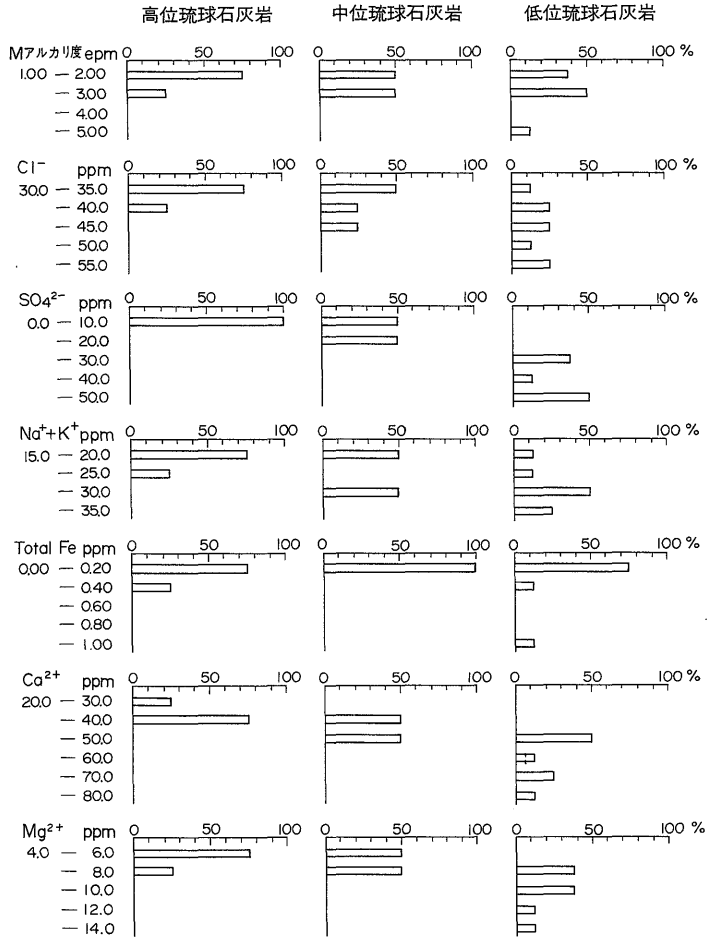 高位琉球石灰岩 中位琉球石灰岩 低位琉球石灰岩
Mアルカリ度 epm 0 50 100 0 50 100 0 50 100 %
1.00 — 2.00
— 3.00
— 4.00
— 5.00
Cl⁻ ppm 0 50 100 0 50 100 0 50 100 %
30.0 — 35.0
— 40.0
— 45.0
— 50.0
— 55.0
SO₄²⁻ ppm 0 50 100 0 50 100 0 50 100 %
0.0 — 10.0
— 20.0
— 30.0
— 40.0
— 50.0
Na⁺+K⁺ ppm 0 50 100 0 50 100 0 50 100 %
15.0 — 20.0
— 25.0
— 30.0
— 35.0
Total Fe ppm 0 50 100 0 50 100 0 50 100 %
0.00 — 0.20
— 0.40
— 0.60
— 0.80
— 1.00
Ca²⁺ ppm 0 50 100 0 50 100 0 50 100 %
20.0 — 30.0
— 40.0
— 50.0
— 60.0
— 70.0
— 80.0
Mg²⁺ ppm 0 50 100 0 50 100 0 50 100 %
4.0 — 6.0
— 8.0
— 10.0
— 12.0
— 14.0